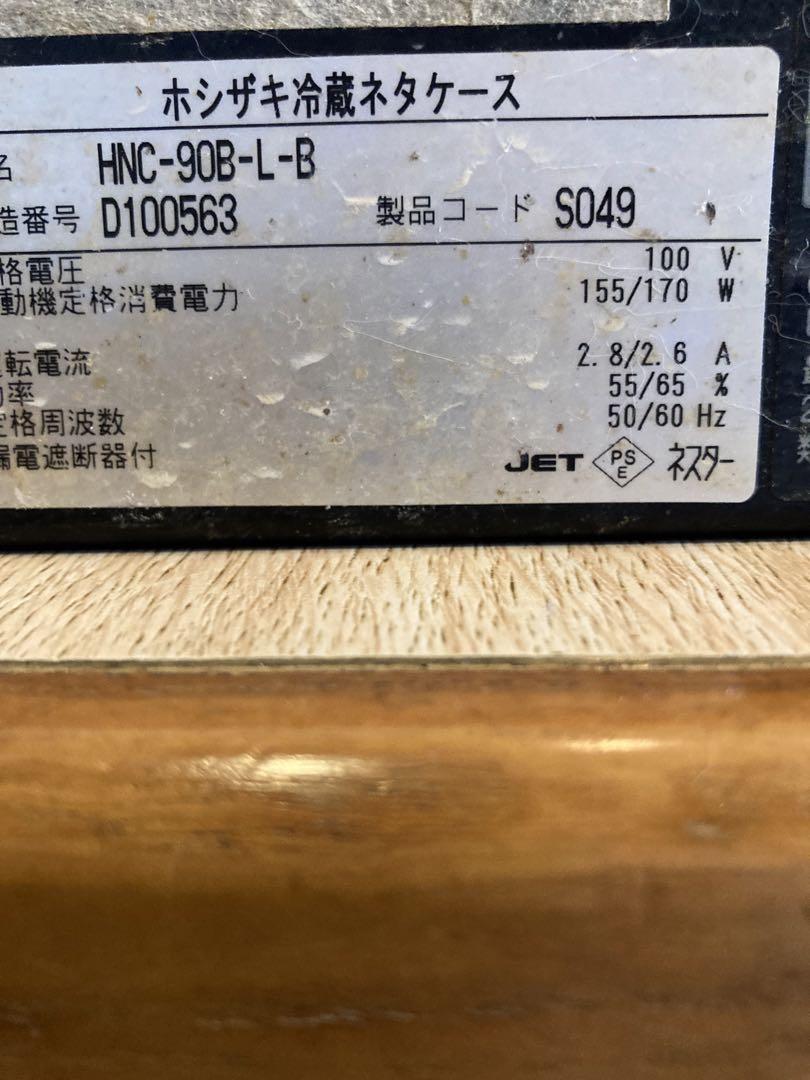 ホシザキ冷蔵ネタケース
名 HNC-90B-L-B
造番号 D100563 製品コード S049
格電圧 100 V
動機定格消費電力 155/170 W
転電流 2.8/2.6 A
率 55/65 %
格周波数 50/60 Hz
漏電遮断器付 JET PSE ネスター